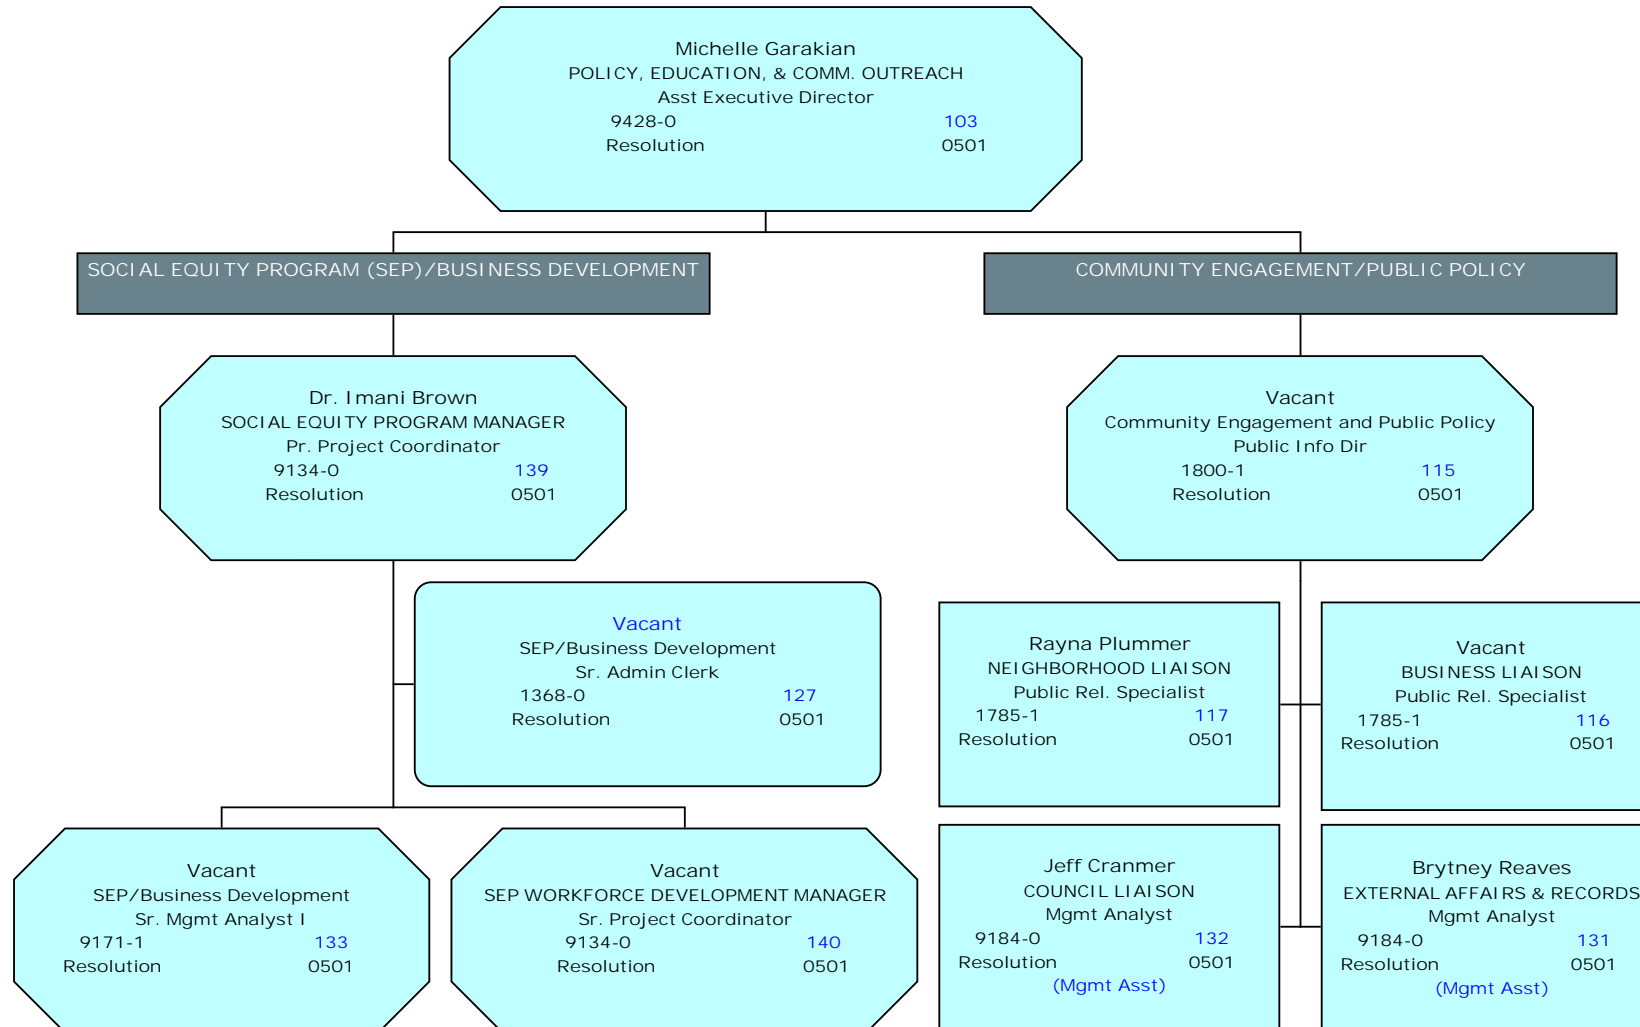 Michelle Garakian
POLICY, EDUCATION, & COMM. OUTREACH
Asst Executive Director
9428-0 103
Resolution 0501
SOCIAL EQUITY PROGRAM (SEP)/BUSINESS DEVELOPMENT
COMMUNITY ENGAGEMENT/PUBLIC POLICY
Dr. Imani Brown
SOCIAL EQUITY PROGRAM MANAGER
Pr. Project Coordinator
9134-0 139
Resolution 0501
Vacant
Community Engagement and Public Policy
Public Info Dir
1800-1 115
Resolution 0501
Vacant
SEP/Business Development
Sr. Admin Clerk
1368-0 127
Resolution 0501
Rayna Plummer
NEIGHBORHOOD LIAISON
Public Rel. Specialist
1785-1 117
Resolution 0501
Vacant
BUSINESS LIAISON
Public Rel. Specialist
1785-1 116
Resolution 0501
Vacant
SEP/Business Development
Sr. Mgmt Analyst I
9171-1 133
Resolution 0501
Vacant
SEP WORKFORCE DEVELOPMENT MANAGER
Sr. Project Coordinator
9134-0 140
Resolution 0501
Jeff Cranmer
COUNCIL LIAISON
Mgmt Analyst
9184-0 132
Resolution 0501
(Mgmt Asst)
Brytney Reaves
EXTERNAL AFFAIRS & RECORDS
Mgmt Analyst
9184-0 131
Resolution 0501
(Mgmt Asst)